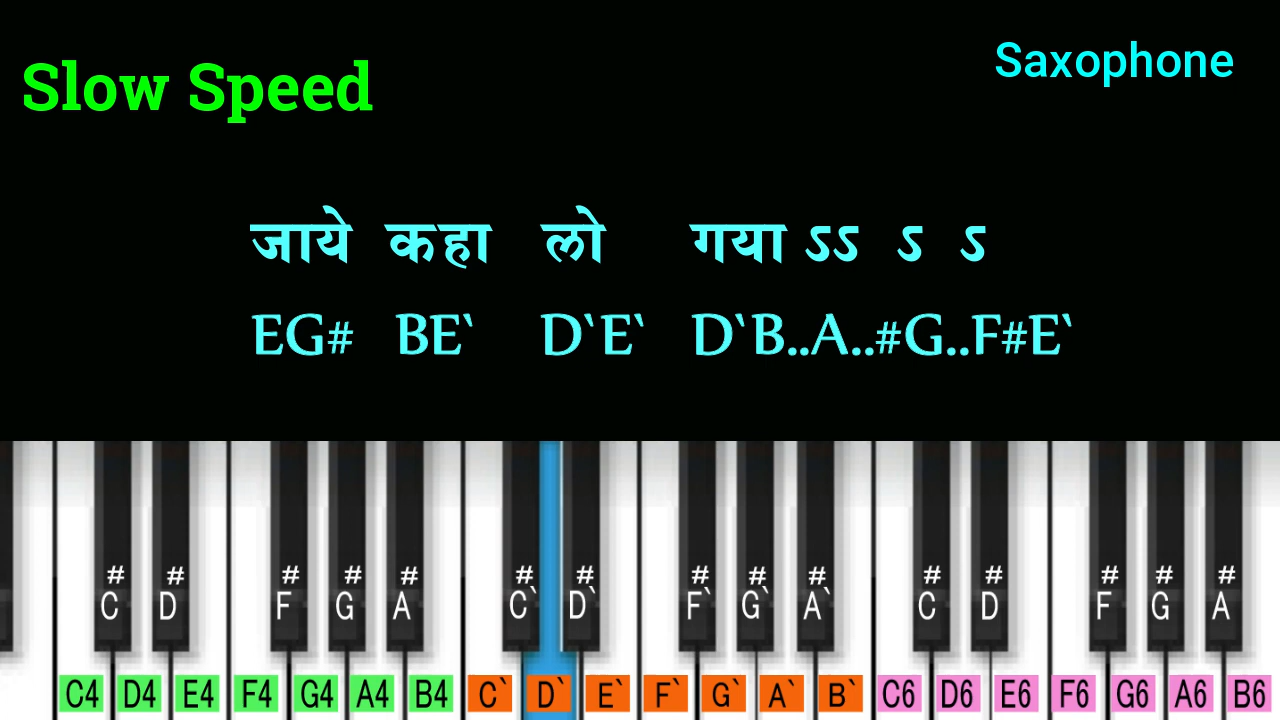 Saxophone
Slow Speed
जाये कहा लो गया ऽऽ ऽ ऽ
EG# BE` D`E` D`B..A..#G..F#E`
# # # # # # # # # # # # # # #
C D F G A C` D` F` G` A` C D F G A
C4 D4 E4 F4 G4 A4 B4 C` D` E` F` G` A` B` C6 D6 E6 F6 G6 A6 B6